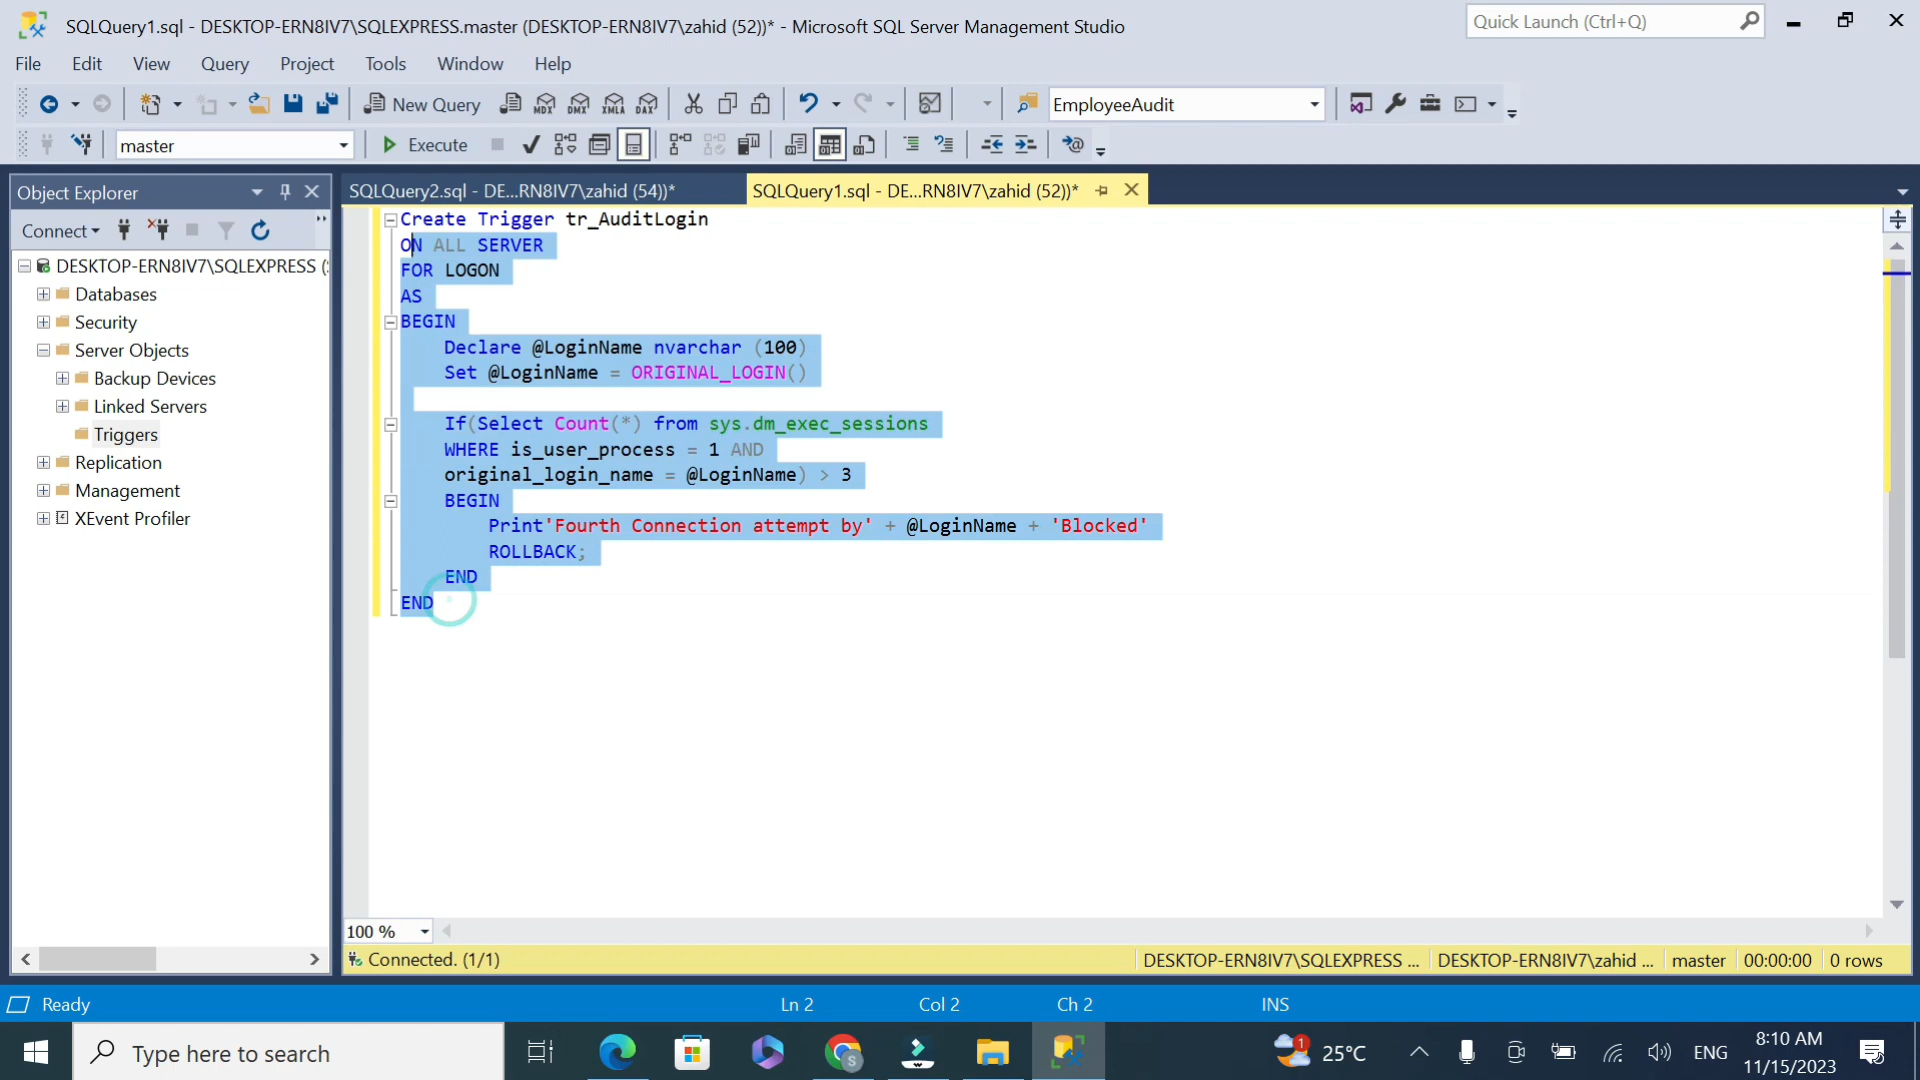 SQLQuery1.sql - DESKTOP-ERN8IV7\SQLEXPRESS.master (DESKTOP-ERN8IV7\zahid (52))* - Microsoft SQL Server Management Studio
Quick Launch (Ctrl+Q)
File Edit View Query Project Tools Window Help
New Query MDX DMX XMLA DAX EmployeeAudit
master Execute
Object Explorer
SQLQuery2.sql - DE...RN8IV7\zahid (54))*
SQLQuery1.sql - DE...RN8IV7\zahid (52))*
Connect
DESKTOP-ERN8IV7\SQLEXPRESS (
Databases
Security
Server Objects
Backup Devices
Linked Servers
Triggers
Replication
Management
XEvent Profiler
Create Trigger tr_AuditLogin
ON ALL SERVER
FOR LOGON
AS
BEGIN
Declare @LoginName nvarchar (100)
Set @LoginName = ORIGINAL_LOGIN()
If(Select Count(*) from sys.dm_exec_sessions
WHERE is_user_process = 1 AND
original_login_name = @LoginName) > 3
BEGIN
Print'Fourth Connection attempt by' + @LoginName + 'Blocked'
ROLLBACK;
END
END
100 %
Connected. (1/1)
DESKTOP-ERN8IV7\SQLEXPRESS ... DESKTOP-ERN8IV7\zahid ... master 00:00:00 0 rows
Ready Ln 2 Col 2 Ch 2 INS
Type here to search
S
1 25°C
ENG
8:10 AM
11/15/2023